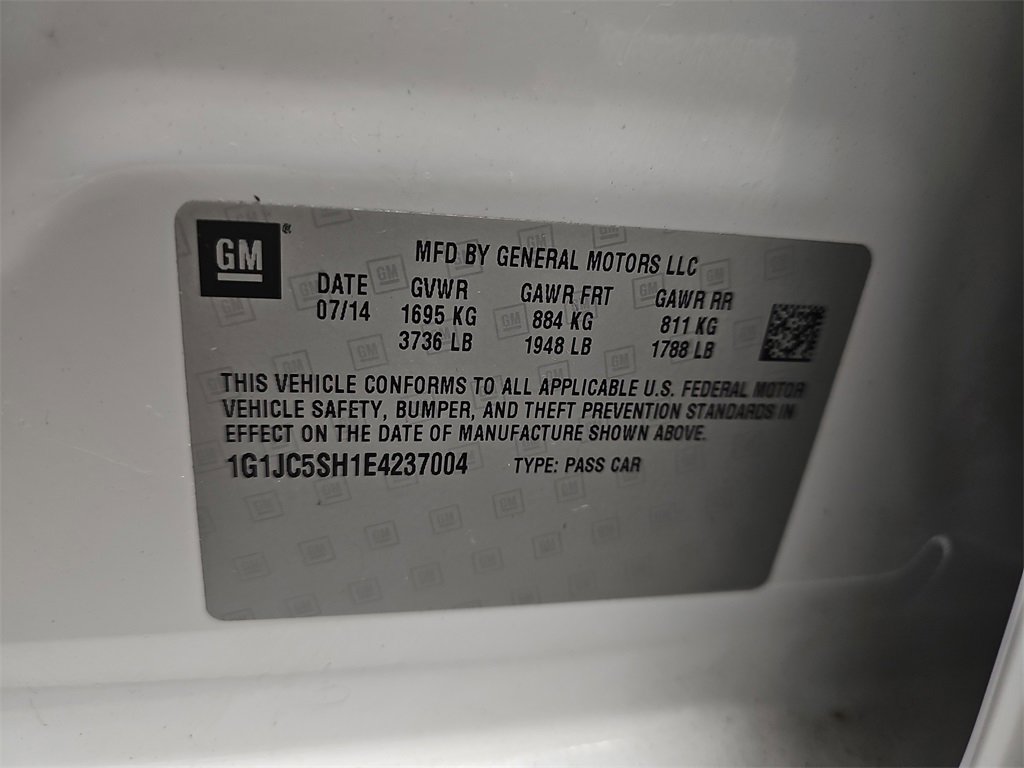 GM®
MFD BY GENERAL MOTORS LLC
DATE GVWR GAWR FRT GAWR RR
07/14 1695 KG 884 KG 811 KG
3736 LB 1948 LB 1788 LB
THIS VEHICLE CONFORMS TO ALL APPLICABLE U.S. FEDERAL MOTOR
VEHICLE SAFETY, BUMPER, AND THEFT PREVENTION STANDARDS IN
EFFECT ON THE DATE OF MANUFACTURE SHOWN ABOVE.
1G1JC5SH1E4237004 TYPE: PASS CAR